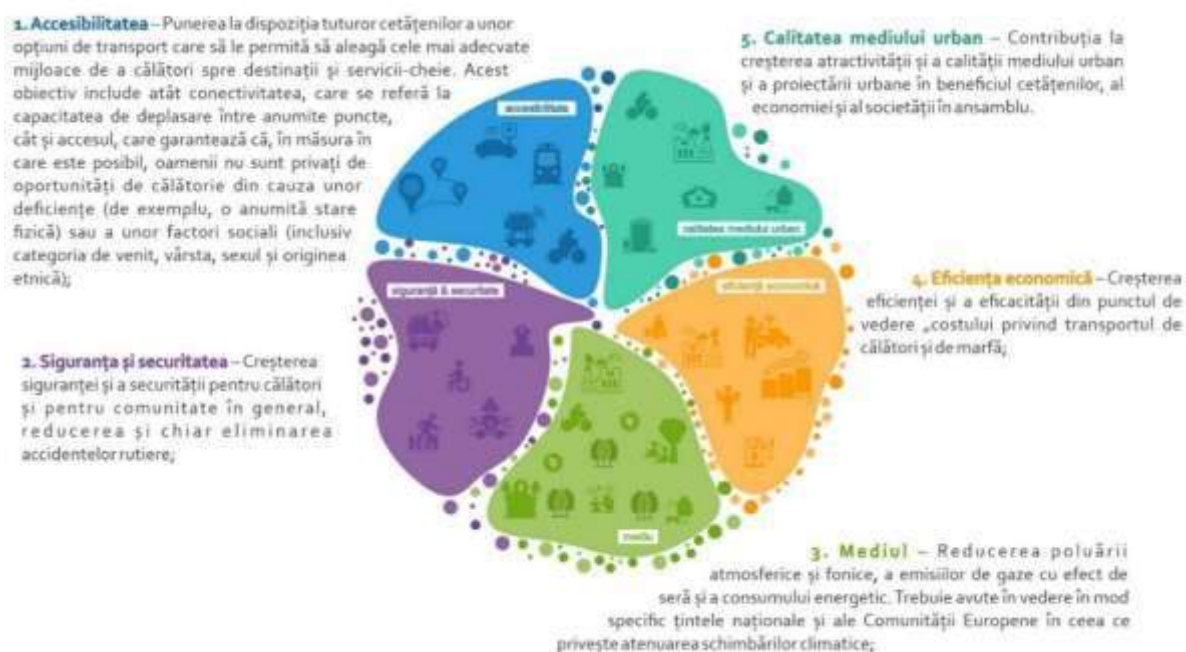 1. Accesibilitatea – Punerea la dispoziția tuturor cetățenilor a unor
opțiuni de transport care să le permită să aleagă cele mai adecvate
mijloace de a călători spre destinații și servicii-cheie. Acest
obiectiv include atât conectivitatea, care se referă la
capacitatea de deplasare între anumite puncte,
cât și accesul, care garantează că, în măsura în
care este posibil, oamenii nu sunt privați de
oportunități de călătorie din cauza unor
deficiențe (de exemplu, o anumită stare
fizică) sau a unor factori sociali (inclusiv
categoria de venit, vârsta, sexul și originea
etnică);
2. Siguranța și securitatea – Creșterea
siguranței și a securității pentru călători
și pentru comunitate în general,
reducerea și chiar eliminarea
accidentelor rutiere;
accesibilitate
siguranță & securitate
calitatea mediului urban
eficiență economică
mediu
5. Calitatea mediului urban – Contribuția la
creșterea atractivității și a calității mediului urban
și a proiectării urbane în beneficiul cetățenilor, al
economiei și al societății în ansamblu.
4. Eficiența economică – Creșterea
eficienței și a eficacității din punctul de
vedere „costului privind transportul de
călători și de marfă;
3. Mediul – Reducerea poluării
atmosferice și fonice, a emisiilor de gaze cu efect de
seră și a consumului energetic. Trebuie avute în vedere în mod
specific țintele naționale și ale Comunității Europene în ceea ce
privește atenuarea schimbărilor climatice;